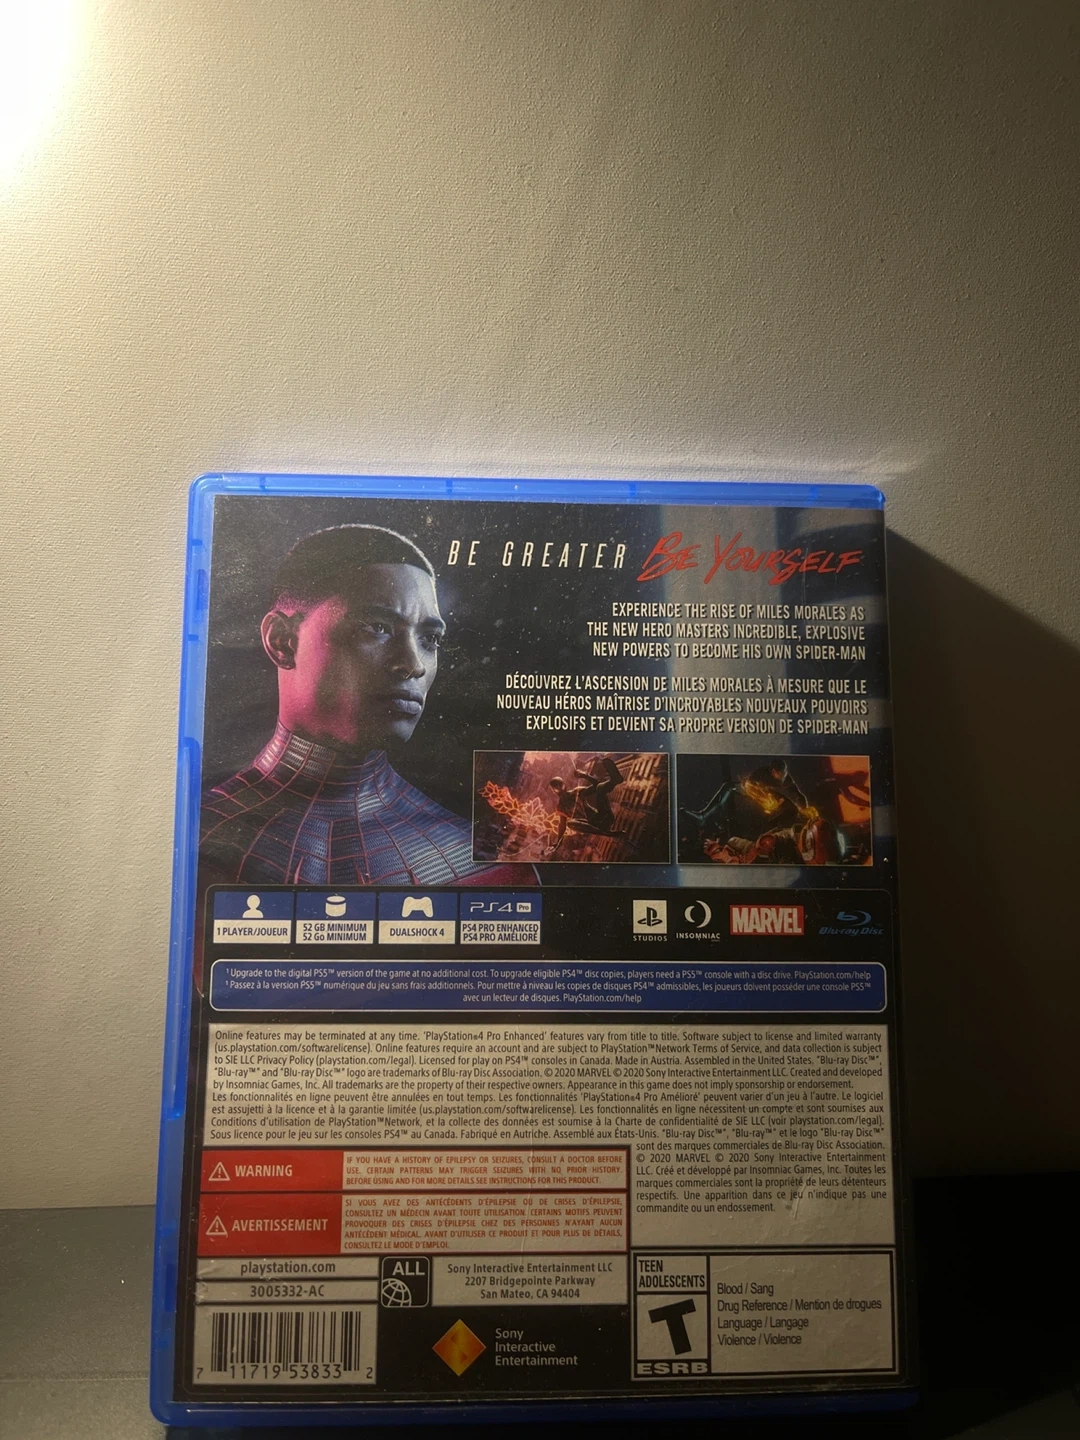 BE GREATER BE YOURSELF
EXPERIENCE THE RISE OF MILES MORALES AS
THE NEW HERO MASTERS INCREDIBLE, EXPLOSIVE
NEW POWERS TO BECOME HIS OWN SPIDER-MAN
DÉCOUVREZ L'ASCENSION DE MILES MORALES À MESURE QUE LE
NOUVEAU HÉROS MAÎTRISE D'INCROYABLES NOUVEAUX POUVOIRS
EXPLOSIFS ET DEVIENT SA PROPRE VERSION DE SPIDER-MAN
1 PLAYER/JOUEUR
52 GB MINIMUM
52 Go MINIMUM
DUALSHOCK 4
PS4 Pro
PS4 PRO ENHANCED
PS4 PRO AMÉLIORÉ
STUDIOS
INSOMNIAC
MARVEL
Blu-ray Disc
¹ Upgrade to the digital PS5™ version of the game at no additional cost. To upgrade eligible PS4™ disc copies, players need a PS5™ console with a disc drive. PlayStation.com/help
¹ Passez à la version PS5™ numérique du jeu sans frais additionnels. Pour mettre à niveau les copies de disques PS4™ admissibles, les joueurs doivent posséder une console PS5™
avec un lecteur de disques. PlayStation.com/help
Online features may be terminated at any time. 'PlayStation®4 Pro Enhanced' features vary from title to title. Software subject to license and limited warranty
(us.playstation.com/softwarelicense). Online features require an account and are subject to PlayStation™Network Terms of Service, and data collection is subject
to SIE LLC Privacy Policy (playstation.com/legal). Licensed for play on PS4™ consoles in Canada. Made in Austria. Assembled in the United States. "Blu-ray Disc™",
"Blu-ray™" and "Blu-ray Disc™" logo are trademarks of Blu-ray Disc Association. © 2020 MARVEL © 2020 Sony Interactive Entertainment LLC. Created and developed
by Insomniac Games, Inc. All trademarks are the property of their respective owners. Appearance in this game does not imply sponsorship or endorsement.
Les fonctionnalités en ligne peuvent être annulées en tout temps. Les fonctionnalités 'PlayStation®4 Pro Amélioré' peuvent varier d'un jeu à l'autre. Le logiciel
est assujetti à la licence et à la garantie limitée (us.playstation.com/softwarelicense). Les fonctionnalités en ligne nécessitent un compte et sont soumises aux
Conditions d'utilisation de PlayStation™Network, et la collecte des données est soumise à la Charte de confidentialité de SIE LLC (voir playstation.com/legal).
Sous licence pour le jeu sur les consoles PS4™ au Canada. Fabriqué en Autriche. Assemblé aux États-Unis. "Blu-ray Disc™", "Blu-ray™" et le logo "Blu-ray Disc™"
sont des marques commerciales de Blu-ray Disc Association.
© 2020 MARVEL © 2020 Sony Interactive Entertainment
LLC. Créé et développé par Insomniac Games, Inc. Toutes les
marques commerciales sont la propriété de leurs détenteurs
respectifs. Une apparition dans ce jeu n'indique pas une
commandite ou un endossement.
WARNING
IF YOU HAVE A HISTORY OF EPILEPSY OR SEIZURES, CONSULT A DOCTOR BEFORE
USE. CERTAIN PATTERNS MAY TRIGGER SEIZURES WITH NO PRIOR HISTORY.
BEFORE USING AND FOR MORE DETAILS SEE INSTRUCTIONS FOR THIS PRODUCT.
AVERTISSEMENT
SI VOUS AVEZ DES ANTÉCÉDENTS D'ÉPILEPSIE OU DE CRISES D'ÉPILEPSIE,
CONSULTEZ UN MÉDECIN AVANT TOUTE UTILISATION. CERTAINS MOTIFS PEUVENT
PROVOQUER DES CRISES D'ÉPILEPSIE CHEZ DES PERSONNES N'AYANT AUCUN
ANTÉCÉDENT MÉDICAL. AVANT D'UTILISER CE PRODUIT ET POUR PLUS DE DÉTAILS,
CONSULTEZ LE MODE D'EMPLOI.
playstation.com
3005332-AC
ALL
Sony Interactive Entertainment LLC
2207 Bridgepointe Parkway
San Mateo, CA 94404
Sony
Interactive
Entertainment
7 11719 53833 2
TEEN
ADOLESCENTS
T
ESRB
Blood / Sang
Drug Reference / Mention de drogues
Language / Langage
Violence / Violence